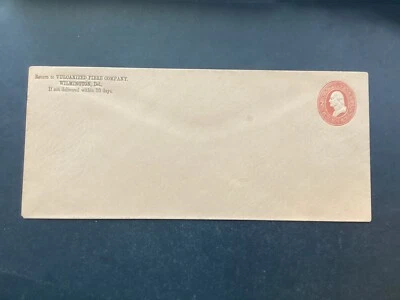 Return to VULCANIZED FIBRE COMPANY,
WILMINGTON, Del.,
If not delivered within 10 days.